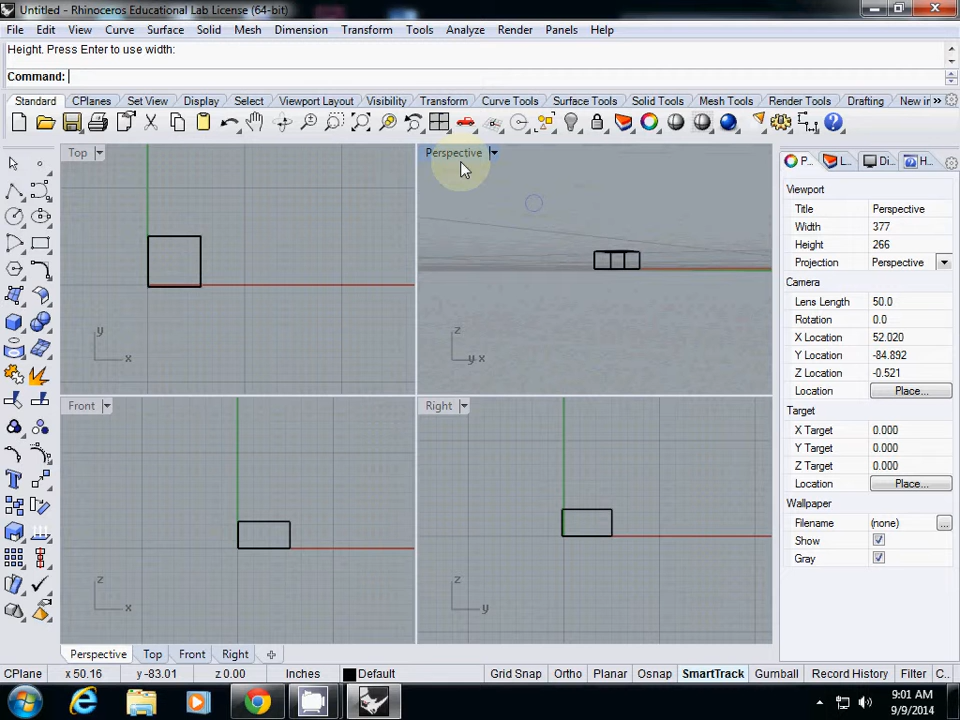 Untitled - Rhinoceros Educational Lab License (64-bit)
File Edit View Curve Surface Solid Mesh Dimension Transform Tools Analyze Render Panels Help
Height. Press Enter to use width:
Command:
Standard CPlanes Set View Display Select Viewport Layout Visibility Transform Curve Tools Surface Tools Solid Tools Mesh Tools Render Tools Drafting New in »
P... L... Di... H...
Top Perspective
Viewport
Title Perspective
Width 377
Height 266
Projection Perspective
Camera
Lens Length 50.0
Rotation 0.0
X Location 52.020
Y Location -84.892
Z Location -0.521
Location Place...
Target
X Target 0.000
Y Target 0.000
Z Target 0.000
Location Place...
Wallpaper
Filename (none) ...
Show
Gray
y x
z y x
Front Right
z x
z y
Perspective Top Front Right
CPlane x 50.16 y -83.01 z 0.00 Inches Default Grid Snap Ortho Planar Osnap SmartTrack Gumball Record History Filter C..
9:01 AM
9/9/2014